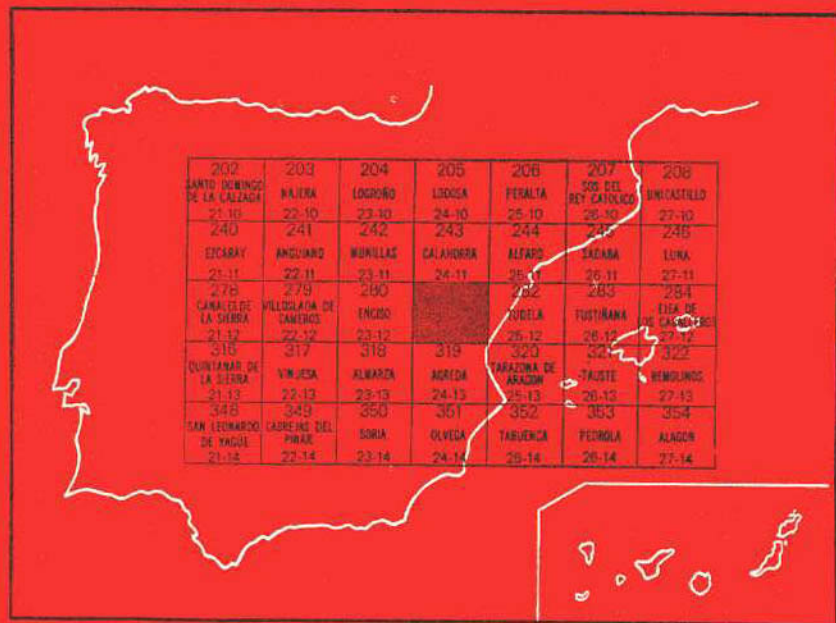 202
SANTO DOMINGO
DE LA CALZADA
21-10
203
NAJERA
22-10
204
LOGROÑO
23-10
205
LODOSA
24-10
206
PERALTA
25-10
207
SOS DEL
REY CATOLICO
26-10
208
UNICASTILLO
27-10
240
EZCARAY
21-11
241
ANGUIANO
22-11
242
MUNILLAS
23-11
243
CALAHORRA
24-11
244
ALFARO
25-11
245
SADABA
26-11
246
LUNA
27-11
278
CANALES DE
LA SIERRA
21-12
279
VILLOSLADA DE
CAMEROS
22-12
280
ENCISO
23-12
282
TUDELA
25-12
283
FUSTIÑANA
26-12
284
EJEA DE
LOS CABALLEROS
27-12
316
QUINTANAR DE
LA SIERRA
21-13
317
VINUESA
22-13
318
ALMARZA
23-13
319
AGREDA
24-13
320
TARAZONA DE
ARAGON
25-13
321
TAUSTE
26-13
322
REMOLINOS
27-13
348
SAN LEONARDO
DE YAGÜE
21-14
349
CABREJAS DEL
PINAR
22-14
350
SORIA
23-14
351
OLVEGA
24-14
352
TABUENCA
26-14
353
PEDROLA
26-14
354
ALAGON
27-14